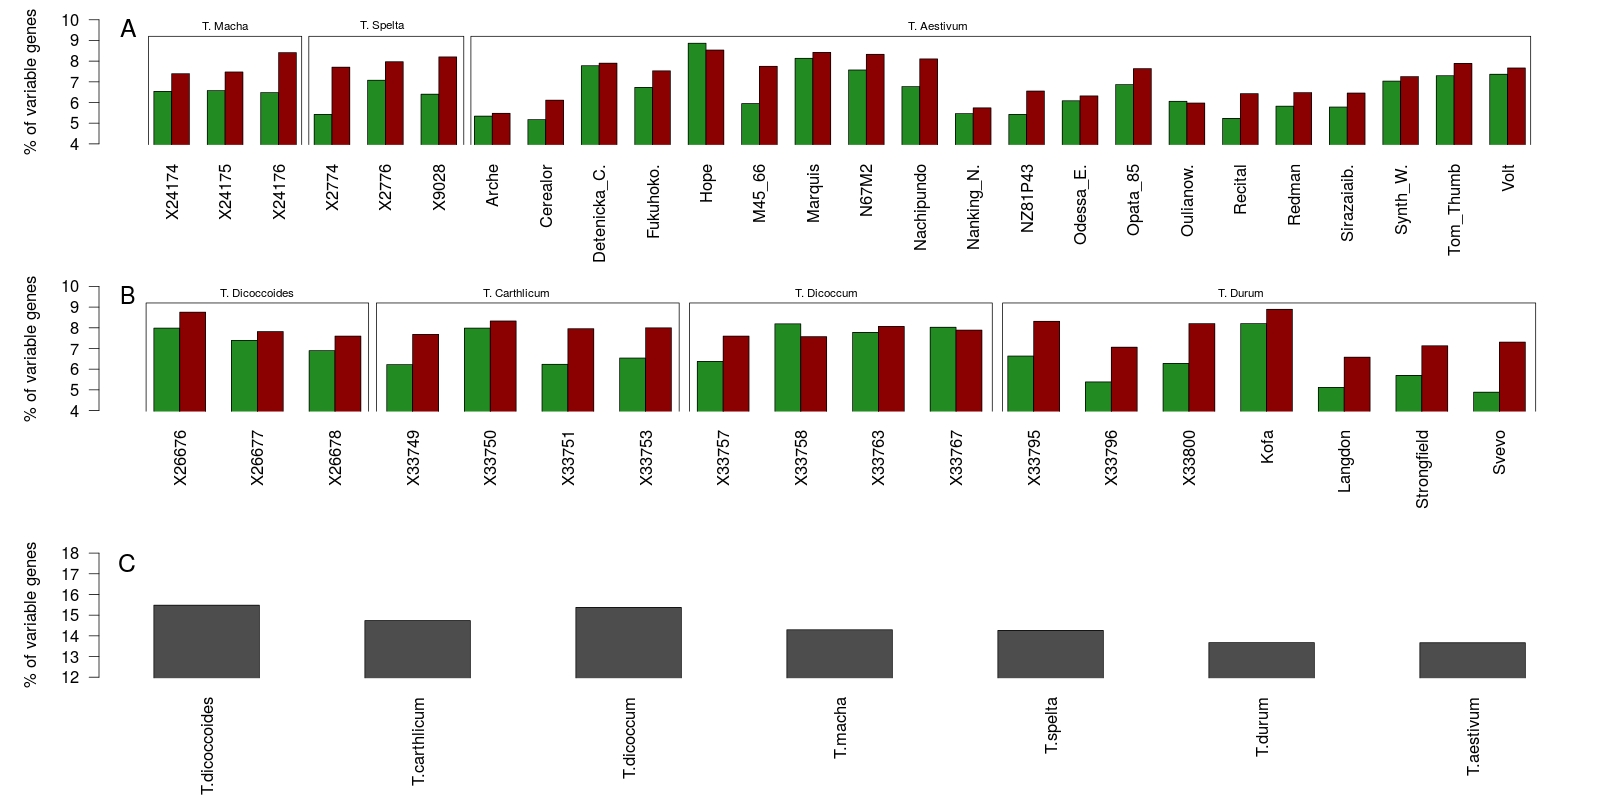 A
T. Macha
T. Spelta
T. Aestivum
% of variable genes
10
9
8
7
6
5
4
X24174
X24175
X24176
X2774
X2776
X9028
Arche
Cerealor
Detenicka_C.
Fukuhoko.
Hope
M45_66
Marquis
N67M2
Nachipundo
Nanking_N.
NZ81P43
Odessa_E.
Opata_85
Oulianow.
Recital
Redman
Sirazaiaib.
Synth_W.
Tom_Thumb
Volt
B
T. Dicoccoides
T. Carthlicum
T. Dicoccum
T. Durum
% of variable genes
10
9
8
7
6
5
4
X26676
X26677
X26678
X33749
X33750
X33751
X33753
X33757
X33758
X33763
X33767
X33795
X33796
X33800
Kofa
Langdon
Strongfield
Svevo
C
% of variable genes
18
17
16
15
14
13
12
T.dicoccoides
T.carthlicum
T.dicoccum
T.macha
T.spelta
T.durum
T.aestivum